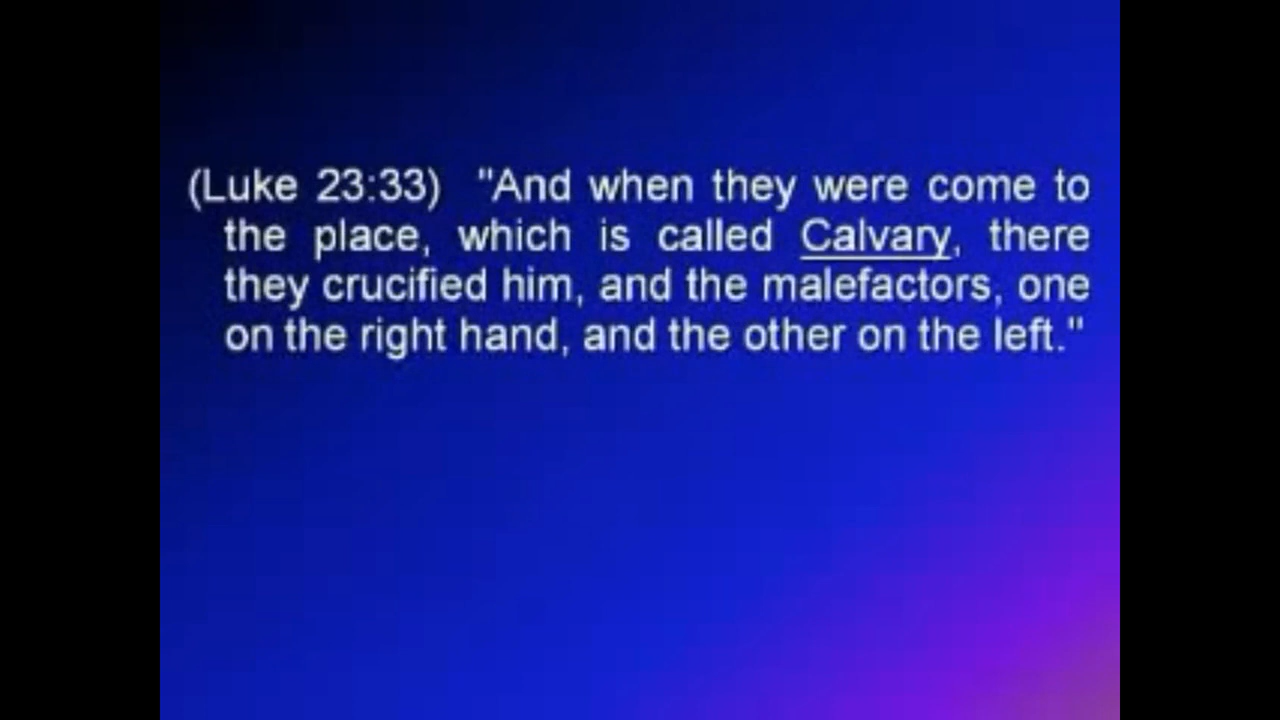 (Luke 23:33) "And when they were come to
the place, which is called Calvary, there
they crucified him, and the malefactors, one
on the right hand, and the other on the left."